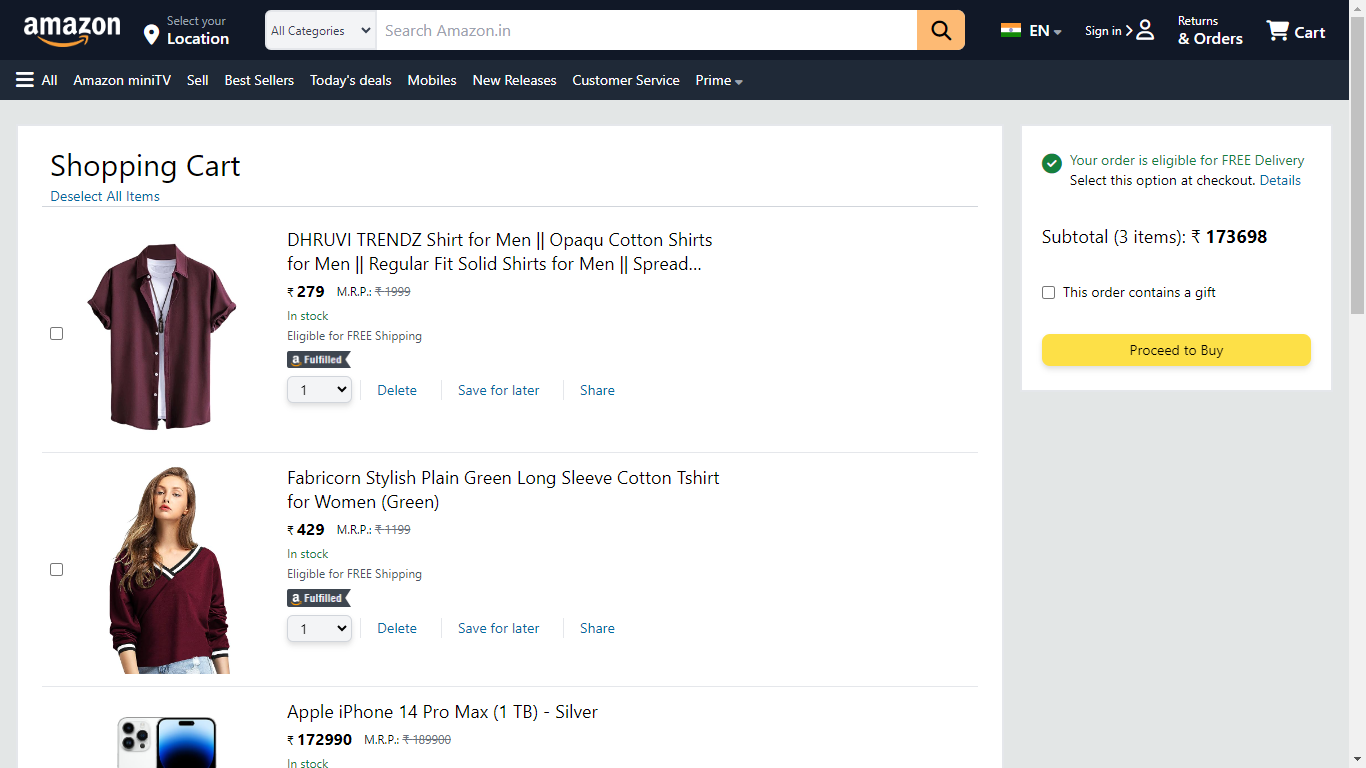 amazon
Select your
Location
All Categories
Search Amazon.in
EN
Sign in
Returns
& Orders
Cart
All
Amazon miniTV
Sell
Best Sellers
Today's deals
Mobiles
New Releases
Customer Service
Prime
Shopping Cart
Deselect All Items
DHRUVI TRENDZ Shirt for Men || Opaqu Cotton Shirts
for Men || Regular Fit Solid Shirts for Men || Spread...
₹ 279 M.R.P.: ₹ 1999
In stock
Eligible for FREE Shipping
a Fulfilled
1
Delete
Save for later
Share
Fabricorn Stylish Plain Green Long Sleeve Cotton Tshirt
for Women (Green)
₹ 429 M.R.P.: ₹ 1199
In stock
Eligible for FREE Shipping
a Fulfilled
1
Delete
Save for later
Share
Apple iPhone 14 Pro Max (1 TB) - Silver
₹ 172990 M.R.P.: ₹ 189900
In stock
Your order is eligible for FREE Delivery
Select this option at checkout. Details
Subtotal (3 items): ₹ 173698
This order contains a gift
Proceed to Buy